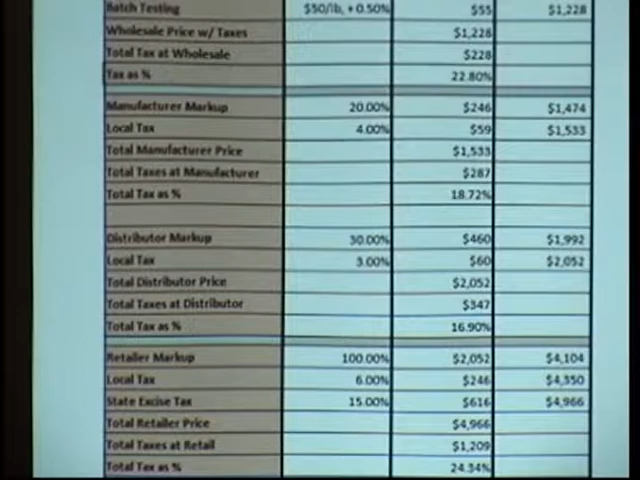 Batch Testing $50/lb, + 0.50% $55 $1,228
Wholesale Price w/ Taxes $1,228
Total Tax at Wholesale $228
Tax as % 22.80%
Manufacturer Markup 20.00% $246 $1,474
Local Tax 4.00% $59 $1,533
Total Manufacturer Price $1,533
Total Taxes at Manufacturer $287
Total Tax as % 18.72%
Distributor Markup 30.00% $460 $1,992
Local Tax 3.00% $60 $2,052
Total Distributor Price $2,052
Total Taxes at Distributor $347
Total Tax as % 16.90%
Retailer Markup 100.00% $2,052 $4,104
Local Tax 6.00% $246 $4,350
State Excise Tax 15.00% $616 $4,966
Total Retailer Price $4,966
Total Taxes at Retail $1,209
Total Tax as % 24.34%